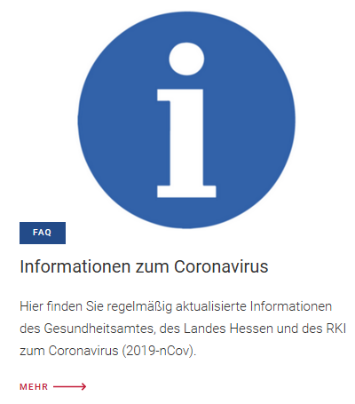 i
FAQ
Informationen zum Coronavirus
Hier finden Sie regelmäßig aktualisierte Informationen
des Gesundheitsamtes, des Landes Hessen und des RKI
zum Coronavirus (2019-nCov).
MEHR